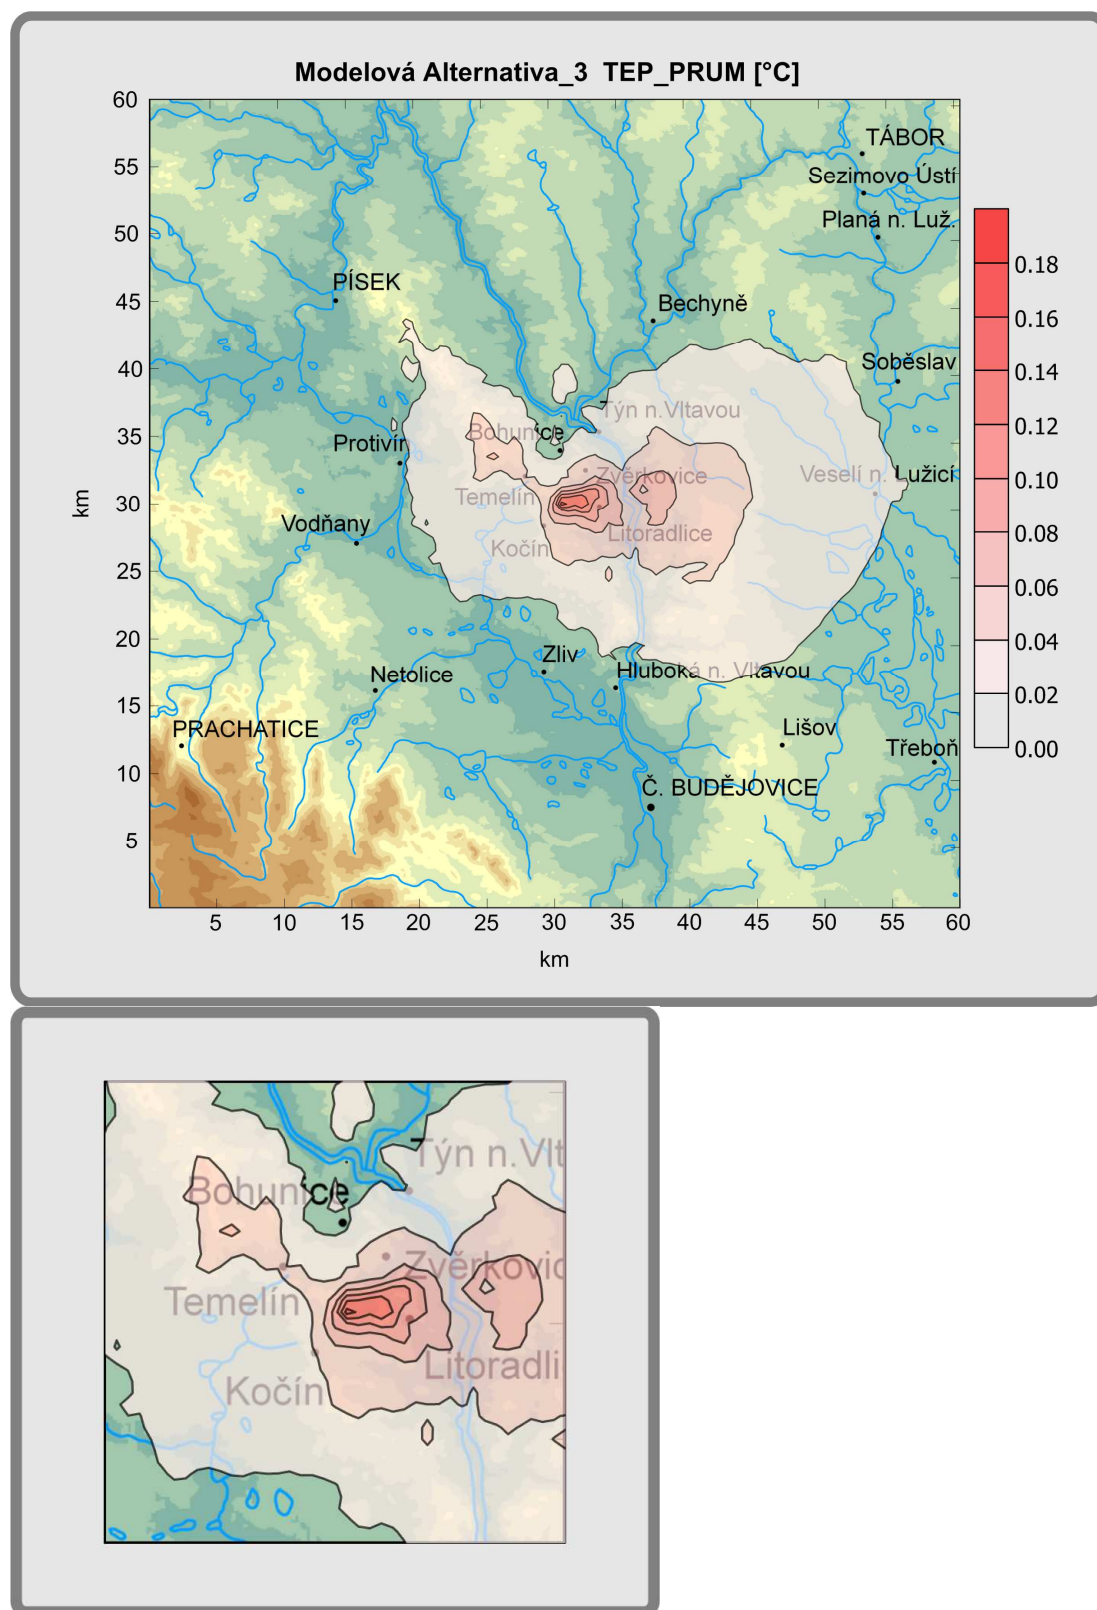 Modelová Alternativa_3 TEP_PRUM [°C]
60
55
50
45
40
35
30
25
20
15
10
5
km
TÁBOR
Sezimovo Ústí
Planá n. Luž.
PÍSEK
Bechyně
Soběslav
Týn n.Vltavou
Bohunice
Protivín
Zvěrkovice
Veselí n. Lužicí
Temelín
Vodňany
Litoradlice
Kočín
Zliv
Netolice
Hluboká n. Vltavou
PRACHATICE
Lišov
Třeboň
Č. BUDĚJOVICE
5 10 15 20 25 30 35 40 45 50 55 60
km
0.18
0.16
0.14
0.12
0.10
0.08
0.06
0.04
0.02
0.00
Týn n.Vlt
Bohunice
Zvěrkovic
Temelín
Litoradli
Kočín